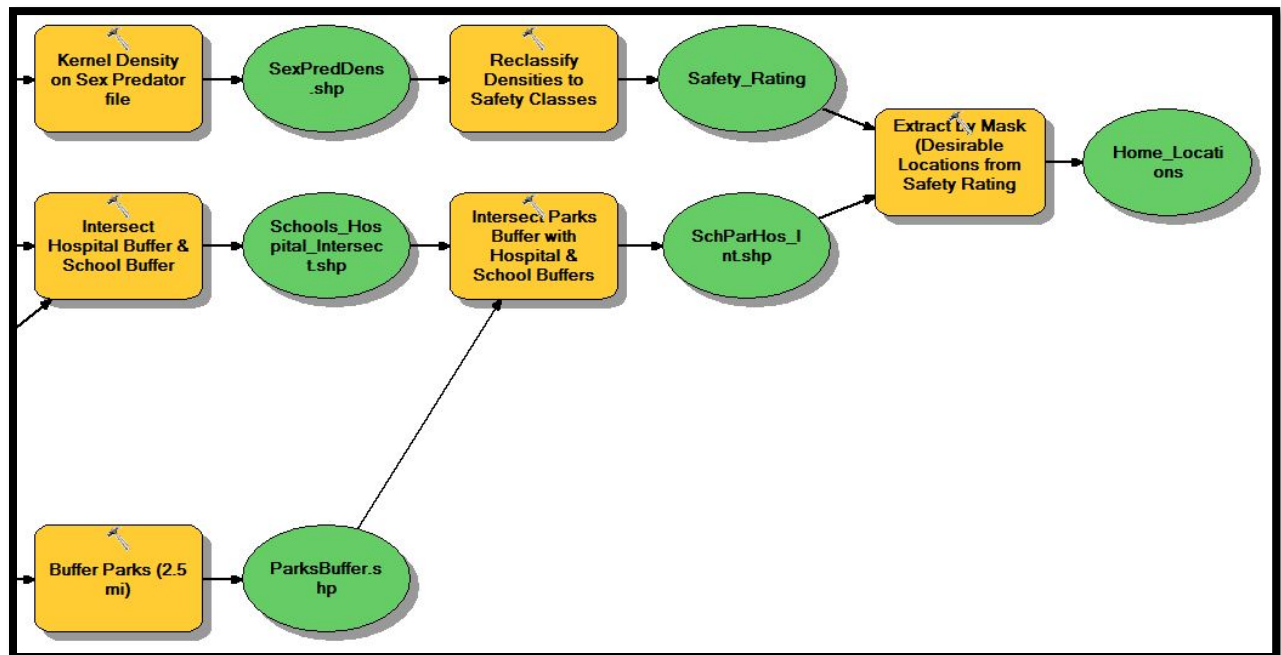 Kernel Density
on Sex Predator
file
SexPredDens
.shp
Reclassify
Densities to
Safety Classes
Safety_Rating
Extract by Mask
(Desirable
Locations from
Safety Rating
Home_Locati
ons
Intersect
Hospital Buffer &
School Buffer
Schools_Hos
pital_Intersec
t.shp
Intersect Parks
Buffer with
Hospital &
School Buffers
SchParHos_I
nt.shp
Buffer Parks (2.5
mi)
ParksBuffer.s
hp